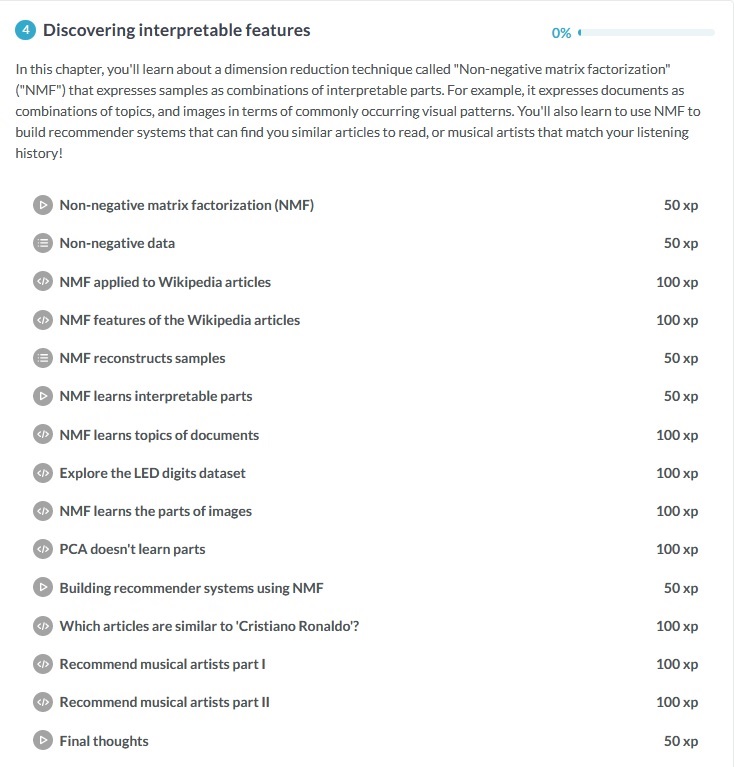 4 Discovering interpretable features 0%
In this chapter, you'll learn about a dimension reduction technique called "Non-negative matrix factorization"
("NMF") that expresses samples as combinations of interpretable parts. For example, it expresses documents as
combinations of topics, and images in terms of commonly occurring visual patterns. You'll also learn to use NMF to
build recommender systems that can find you similar articles to read, or musical artists that match your listening
history!
Non-negative matrix factorization (NMF) 50 xp
Non-negative data 50 xp
NMF applied to Wikipedia articles 100 xp
NMF features of the Wikipedia articles 100 xp
NMF reconstructs samples 50 xp
NMF learns interpretable parts 50 xp
NMF learns topics of documents 100 xp
Explore the LED digits dataset 100 xp
NMF learns the parts of images 100 xp
PCA doesn't learn parts 100 xp
Building recommender systems using NMF 50 xp
Which articles are similar to 'Cristiano Ronaldo'? 100 xp
Recommend musical artists part I 100 xp
Recommend musical artists part II 100 xp
Final thoughts 50 xp